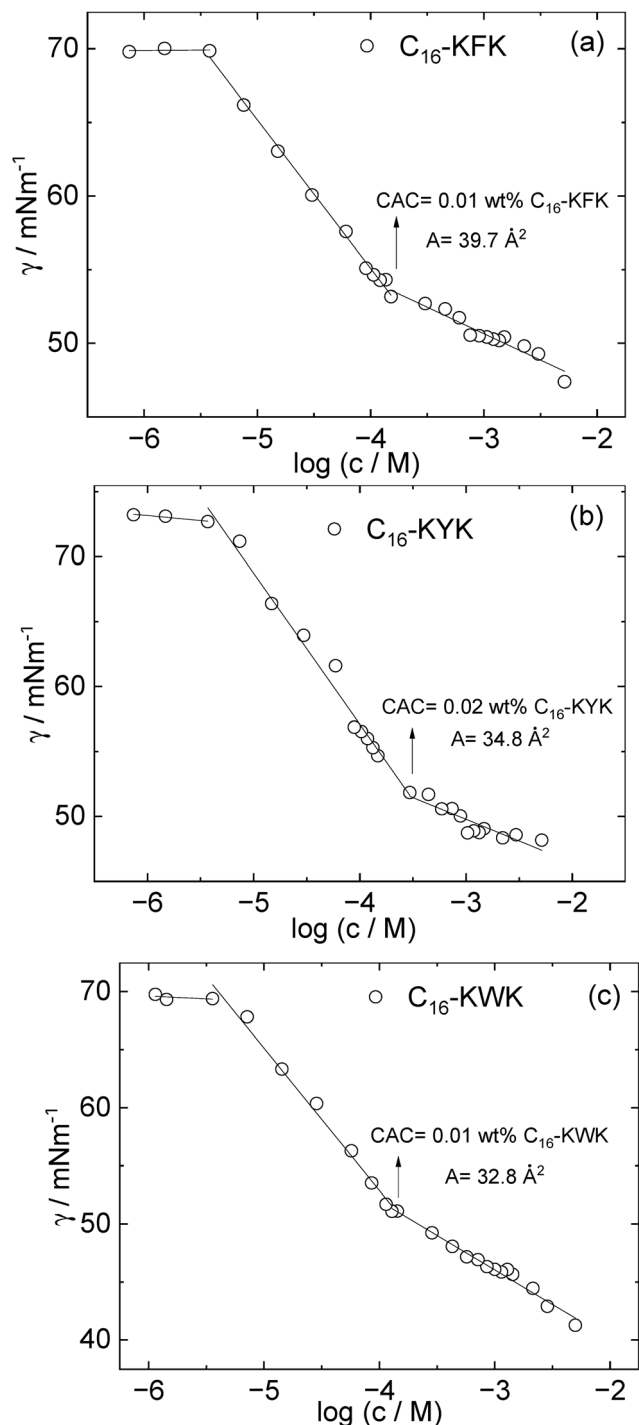 (a)
C₁₆-KFK
70
60
50
γ / mNm⁻¹
CAC= 0.01 wt% C₁₆-KFK
A= 39.7 Å²
−6 −5 −4 −3 −2
log (c / M)
(b)
C₁₆-KYK
70
60
50
γ / mNm⁻¹
CAC= 0.02 wt% C₁₆-KYK
A= 34.8 Å²
−6 −5 −4 −3 −2
log (c / M)
(c)
C₁₆-KWK
70
60
50
40
γ / mNm⁻¹
CAC= 0.01 wt% C₁₆-KWK
A= 32.8 Å²
−6 −5 −4 −3 −2
log (c / M)